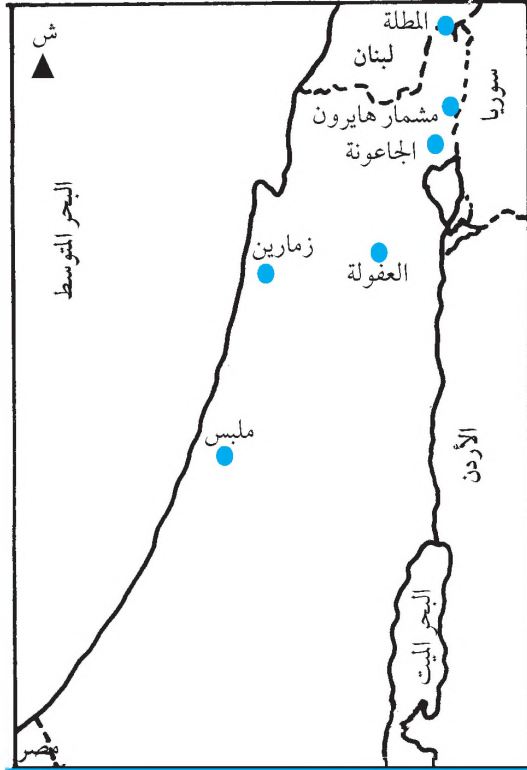 ش
المطلة
لبنان
سوريا
مشمار هايرون
الجاعونة
البحر المتوسط
زمارين
العفولة
ملبس
الأردن
البحر الميت
مصر